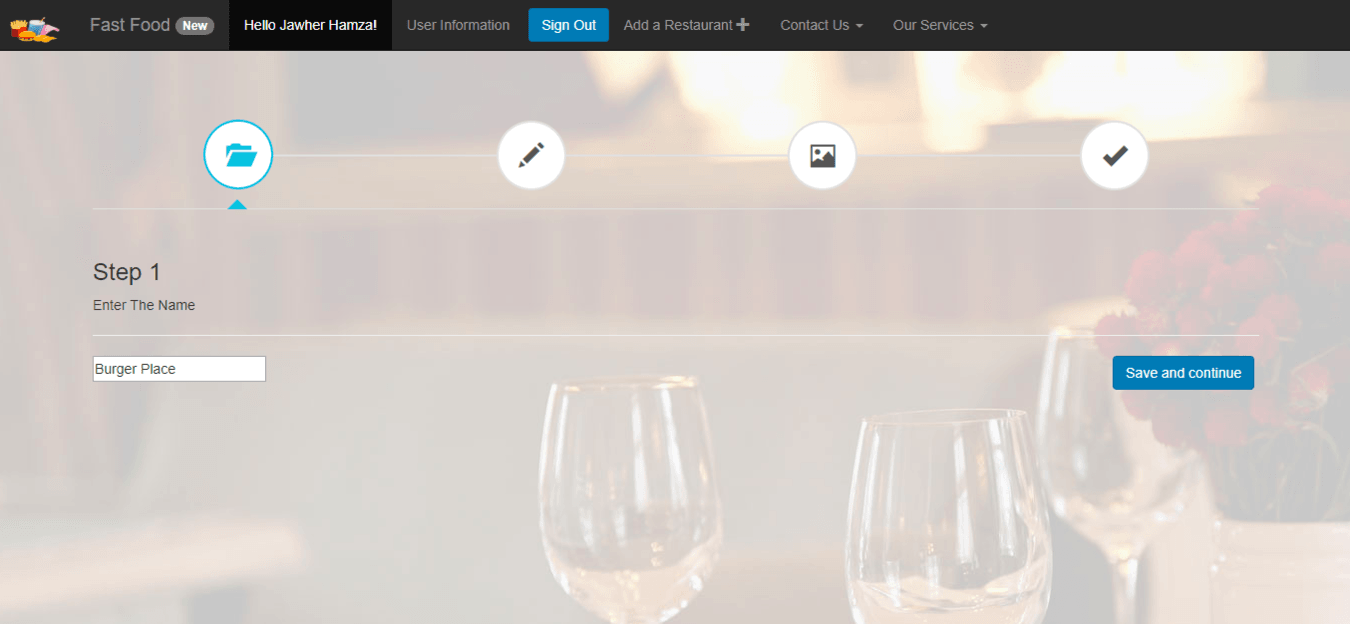 Fast Food New Hello Jawher Hamza! User Information Sign Out Add a Restaurant Contact Us Our Services
Step 1
Enter The Name
Burger Place Save and continue